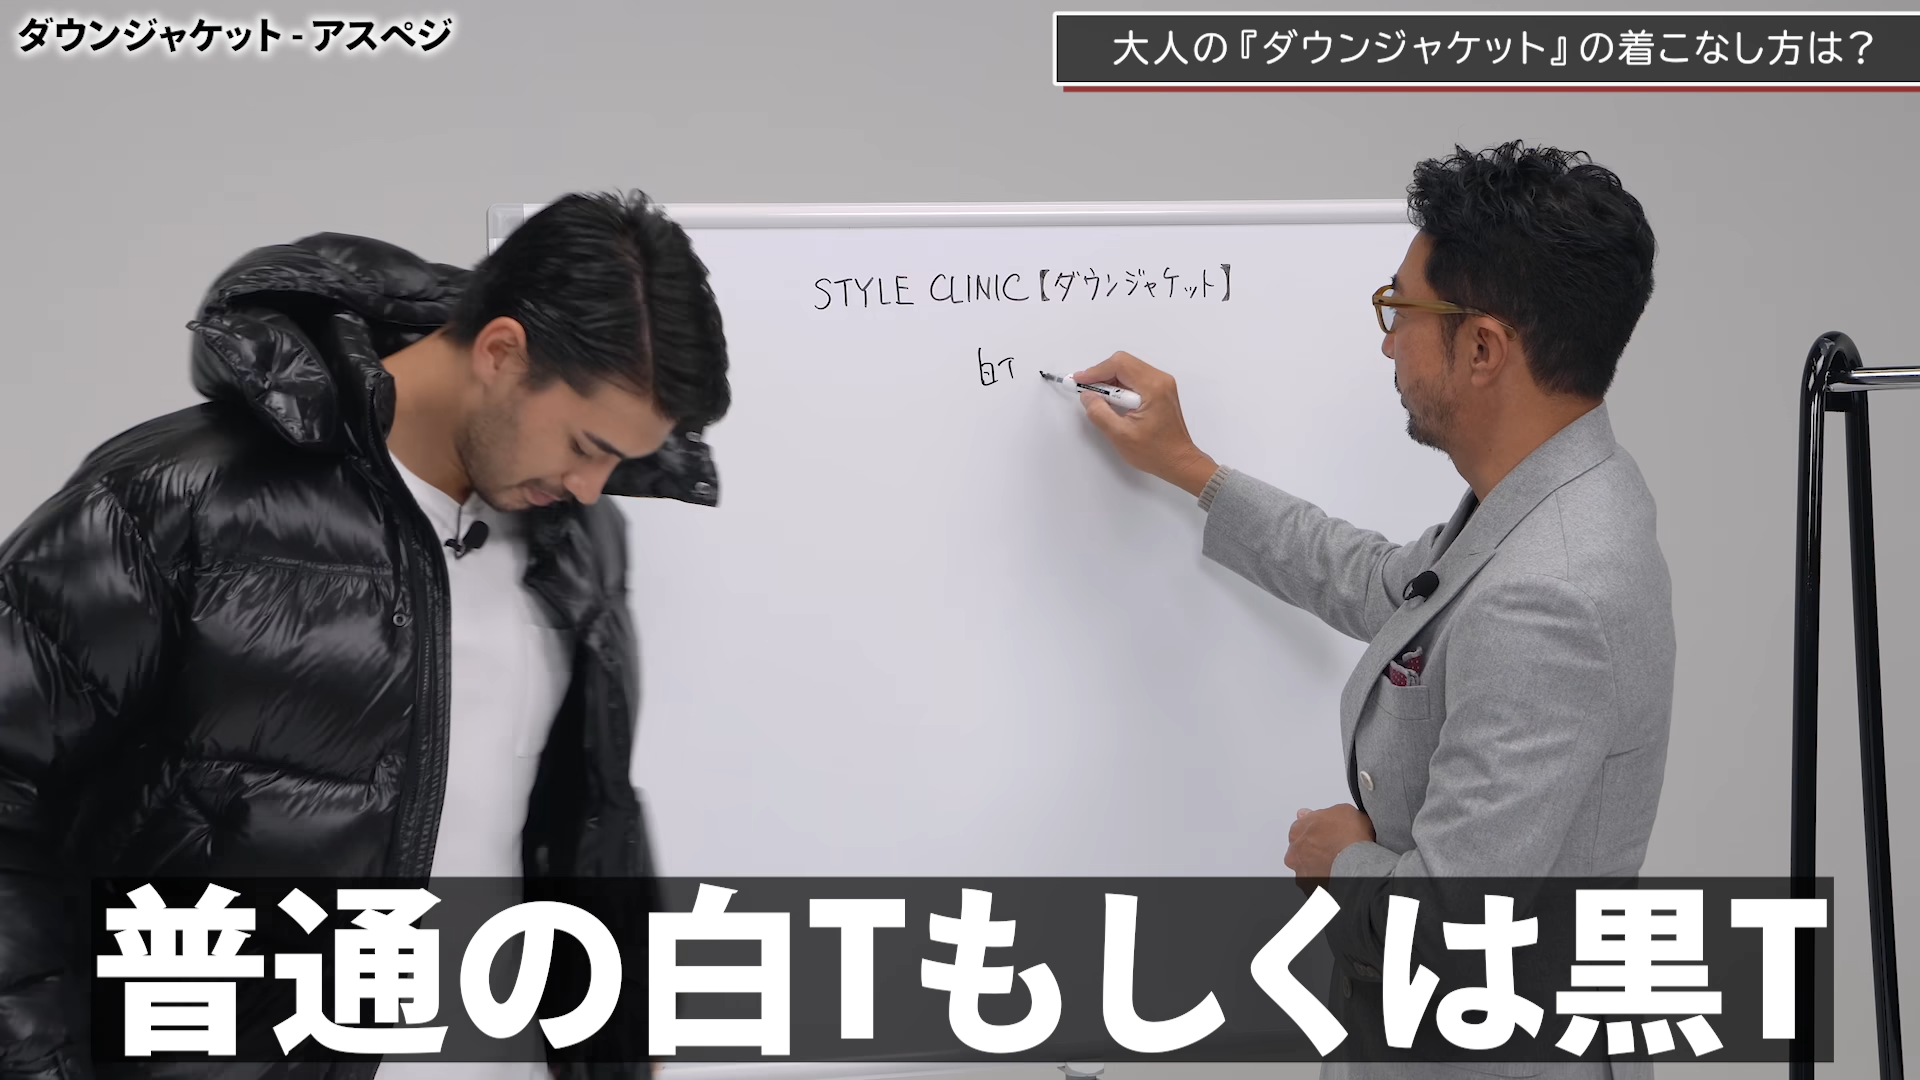 ダウンジャケット - アスペジ
大人の『ダウンジャケット』の着こなし方は？
STYLE CLINIC【ダウンジャケット】
白T
普通の白Tもしくは黒T